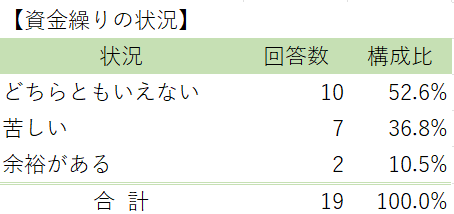 【資金繰りの状況】
状況 回答数 構成比
どちらともいえない 10 52.6%
苦しい 7 36.8%
余裕がある 2 10.5%
合 計 19 100.0%